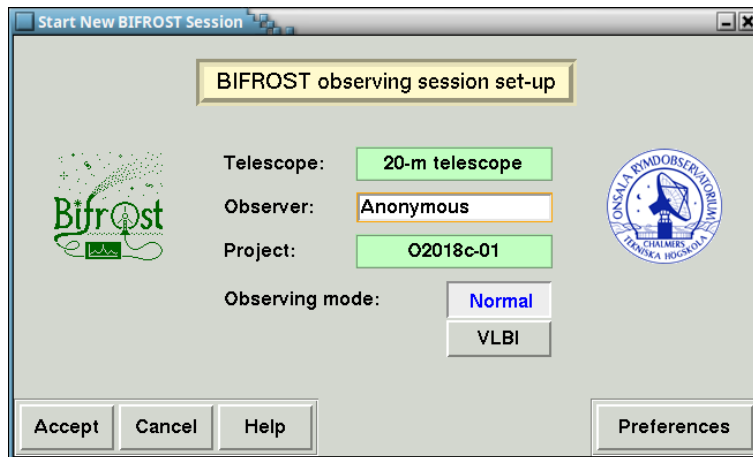 Start New BIFROST Session
BIFROST observing session set-up
Telescope: 20-m telescope
Observer: Anonymous
Project: O2018c-01
Observing mode: Normal
VLBI
Bifrost
ONSALA RYMDOBSERVATORIUM
CHALMERS
TEKNISKA HÖGSKOLA
Accept Cancel Help Preferences